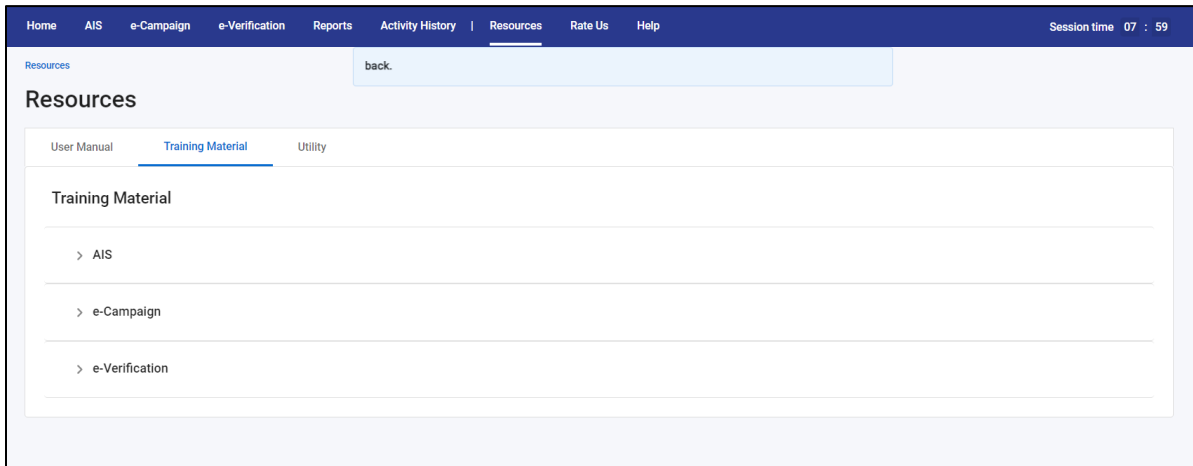 Home AIS e-Campaign e-Verification Reports Activity History | Resources Rate Us Help Session time 07 : 59
Resources
back.
Resources
User Manual Training Material Utility
Training Material
AIS
e-Campaign
e-Verification